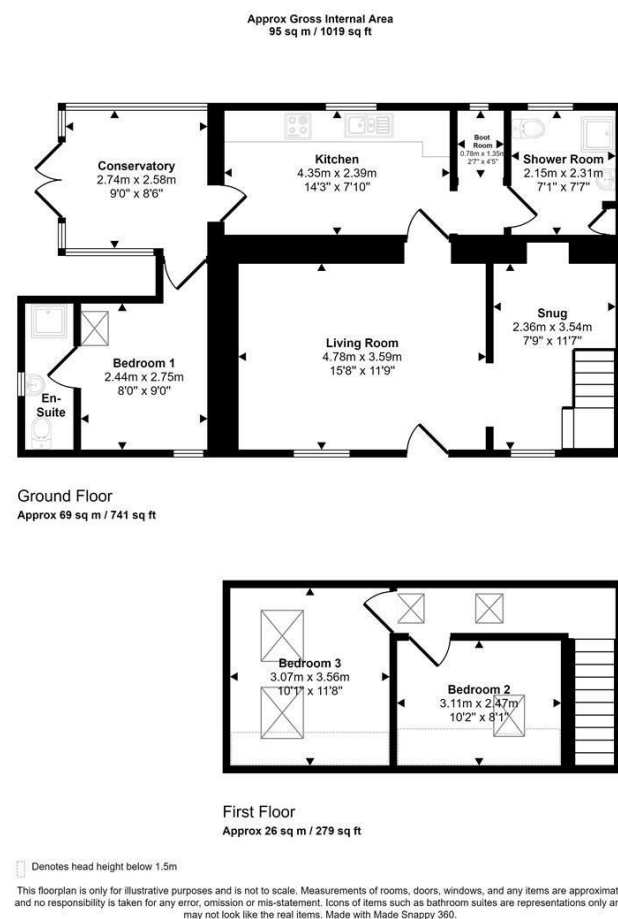 Approx Gross Internal Area
95 sq m / 1019 sq ft
Conservatory
2.74m x 2.58m
9'0" x 8'6"
Kitchen
4.35m x 2.39m
14'3" x 7'10"
Boot
Room
0.78m x 1.35m
2'7" x 4'5"
Shower Room
2.15m x 2.31m
7'1" x 7'7"
Bedroom 1
2.44m x 2.75m
8'0" x 9'0"
En-
Suite
Living Room
4.78m x 3.59m
15'8" x 11'9"
Snug
2.36m x 3.54m
7'9" x 11'7"
Ground Floor
Approx 69 sq m / 741 sq ft
Bedroom 3
3.07m x 3.56m
10'1" x 11'8"
Bedroom 2
3.11m x 2.47m
10'2" x 8'1"
First Floor
Approx 26 sq m / 279 sq ft
Denotes head height below 1.5m
This floorplan is only for illustrative purposes and is not to scale. Measurements of rooms, doors, windows, and any items are approximat
and no responsibility is taken for any error, omission or mis-statement. Icons of items such as bathroom suites are representations only an
may not look like the real items. Made with Made Snappy 360.